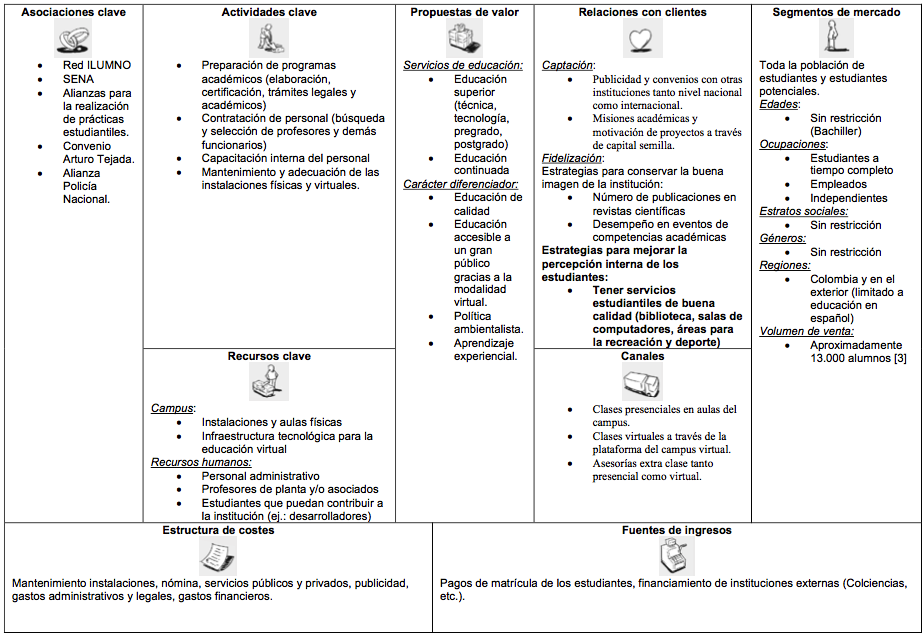 Asociaciones clave
Red ILUMNO
SENA
Alianzas para
la realización
de prácticas
estudiantiles.
Convenio
Arturo Tejada.
Alianza
Policía
Nacional.
Actividades clave
Preparación de programas
académicos (elaboración,
certificación, trámites legales y
académicos)
Contratación de personal (búsqueda
y selección de profesores y demás
funcionarios)
Capacitación interna del personal
Mantenimiento y adecuación de las
instalaciones físicas y virtuales.
Recursos clave
Campus:
Instalaciones y aulas físicas
Infraestructura tecnológica para la
educación virtual
Recursos humanos:
Personal administrativo
Profesores de planta y/o asociados
Estudiantes que puedan contribuir a
la institución (ej.: desarrolladores)
Propuestas de valor
Servicios de educación:
Educación
superior
(técnica,
tecnología,
pregrado,
postgrado)
Educación
continuada
Carácter diferenciador:
Educación de
calidad
Educación
accesible a
un gran
público
gracias a la
modalidad
virtual.
Política
ambientalista.
Aprendizaje
experiencial.
Relaciones con clientes
Captación:
Publicidad y convenios con otras
instituciones tanto nivel nacional
como internacional.
Misiones académicas y
motivación de proyectos a través
de capital semilla.
Fidelización:
Estrategias para conservar la buena
imagen de la institución:
Número de publicaciones en
revistas científicas
Desempeño en eventos de
competencias académicas
Estrategias para mejorar la
percepción interna de los
estudiantes:
Tener servicios
estudiantiles de buena
calidad (biblioteca, salas de
computadores, áreas para
la recreación y deporte)
Canales
Clases presenciales en aulas del
campus.
Clases virtuales a través de la
plataforma del campus virtual.
Asesorías extra clase tanto
presencial como virtual.
Segmentos de mercado
Toda la población de
estudiantes y estudiantes
potenciales.
Edades:
Sin restricción
(Bachiller)
Ocupaciones:
Estudiantes a
tiempo completo
Empleados
Independientes
Estratos sociales:
Sin restricción
Géneros:
Sin restricción
Regiones:
Colombia y en el
exterior (limitado a
educación en
español)
Volumen de venta:
Aproximadamente
13.000 alumnos [3]
Estructura de costes
Mantenimiento instalaciones, nómina, servicios públicos y privados, publicidad,
gastos administrativos y legales, gastos financieros.
Fuentes de ingresos
Pagos de matrícula de los estudiantes, financiamiento de instituciones externas (Colciencias,
etc.).